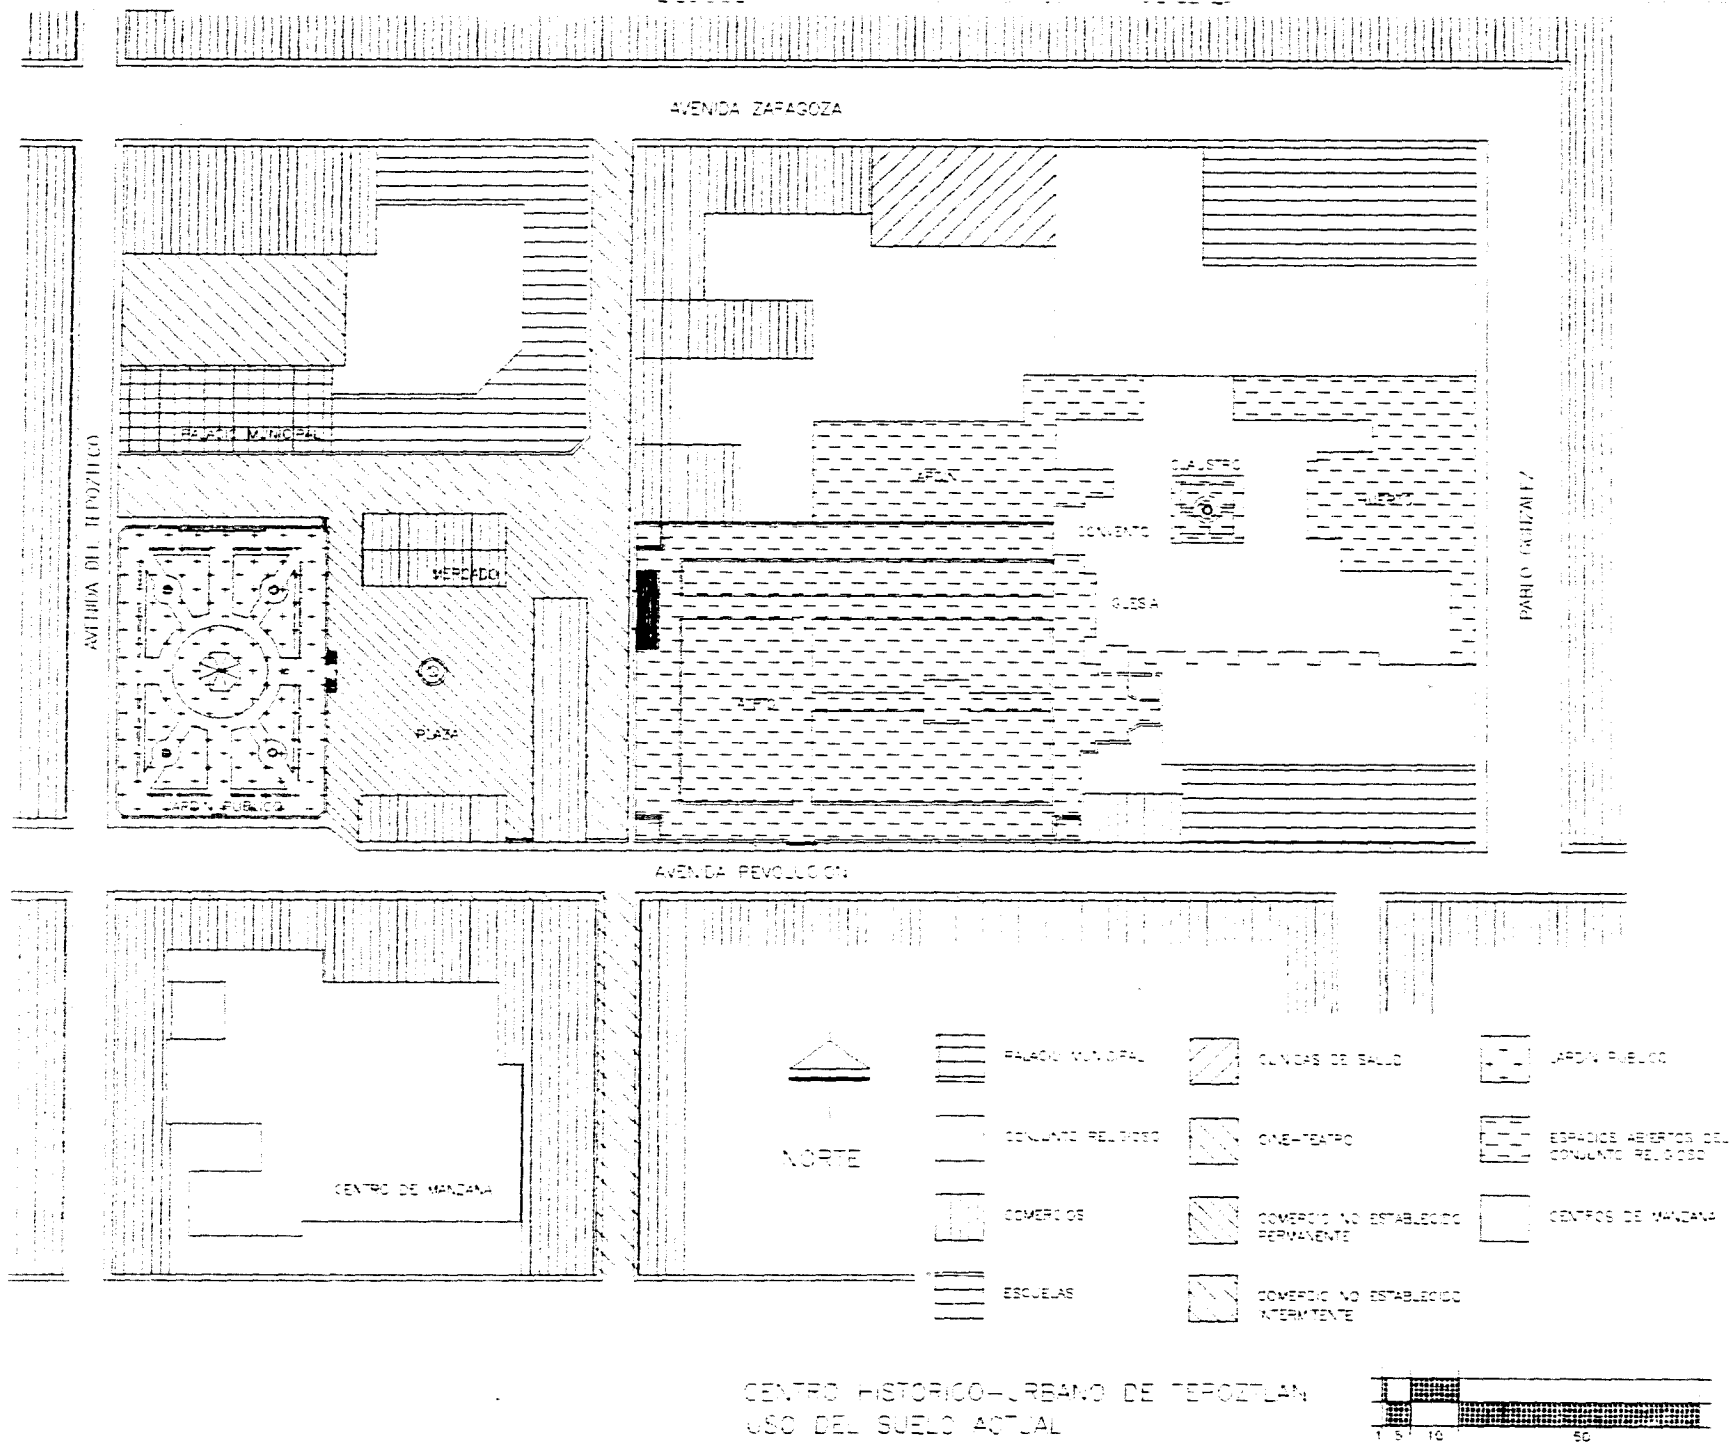 AVENIDA ZARAGOZA
PALACIO MUNICIPAL
AVENIDA DEL TEPOZTECO
JARDIN
CLAUSTRO
CONVENTO
HUERTO
PABLO GONZALEZ
MERCADO
IGLESIA
ATRIO
PLAZA
JARDIN PUBLICO
AVENIDA REVOLUCION
CENTRO DE MANZANA
NORTE
PALACIO MUNICIPAL
CONJUNTO RELIGIOSO
COMERCIOS
ESCUELAS
CLINICAS DE SALUD
CINE-TEATRO
COMERCIO NO ESTABLECIDO
PERMANENTE
COMERCIO NO ESTABLECIDO
INTERMITENTE
JARDIN PUBLICO
ESPACIOS ABIERTOS DEL
CONJUNTO RELIGIOSO
CENTROS DE MANZANA
CENTRO HISTORICO-URBANO DE TEPOZTLAN
USO DEL SUELO ACTUAL
1 5 10 50